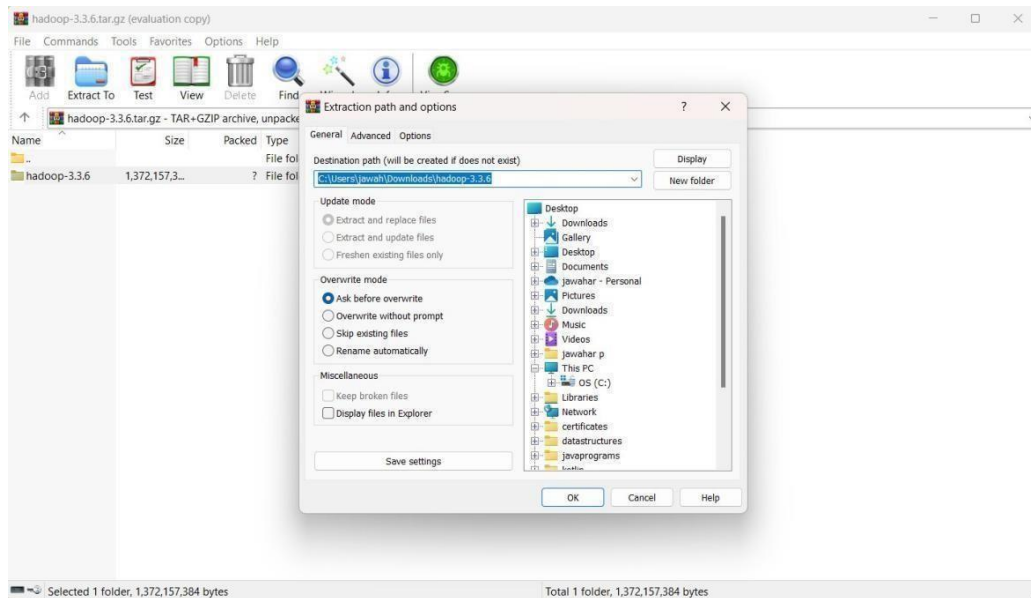 hadoop-3.3.6.tar.gz (evaluation copy)
File Commands Tools Favorites Options Help
Add Extract To Test View Delete Find
hadoop-3.3.6.tar.gz - TAR+GZIP archive, unpacke
Name Size Packed Type
..
File fol
hadoop-3.3.6 1,372,157,3... ? File fol
Extraction path and options
General Advanced Options
Destination path (will be created if does not exist)
C:\Users\jawah\Downloads\hadoop-3.3.6
Display
New folder
Update mode
Extract and replace files
Extract and update files
Freshen existing files only
Overwrite mode
Ask before overwrite
Overwrite without prompt
Skip existing files
Rename automatically
Miscellaneous
Keep broken files
Display files in Explorer
Save settings
Desktop
Downloads
Gallery
Desktop
Documents
jawahar - Personal
Pictures
Downloads
Music
Videos
jawahar p
This PC
OS (C:)
Libraries
Network
certificates
datastructures
javaprograms
OK Cancel Help
Selected 1 folder, 1,372,157,384 bytes
Total 1 folder, 1,372,157,384 bytes